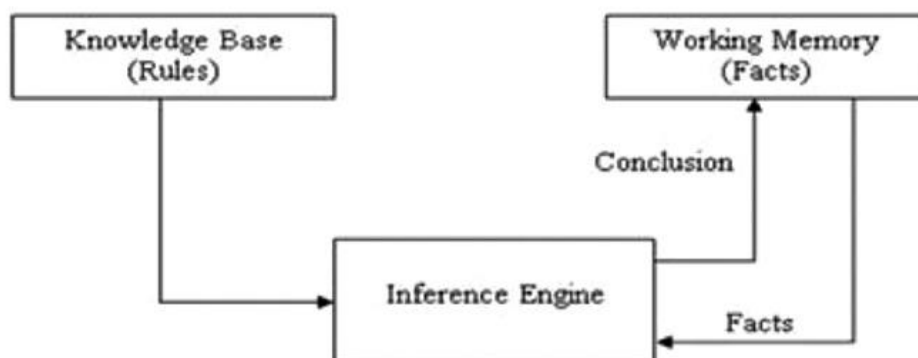 Knowledge Base
(Rules)
Working Memory
(Facts)
Conclusion
Inference Engine
Facts